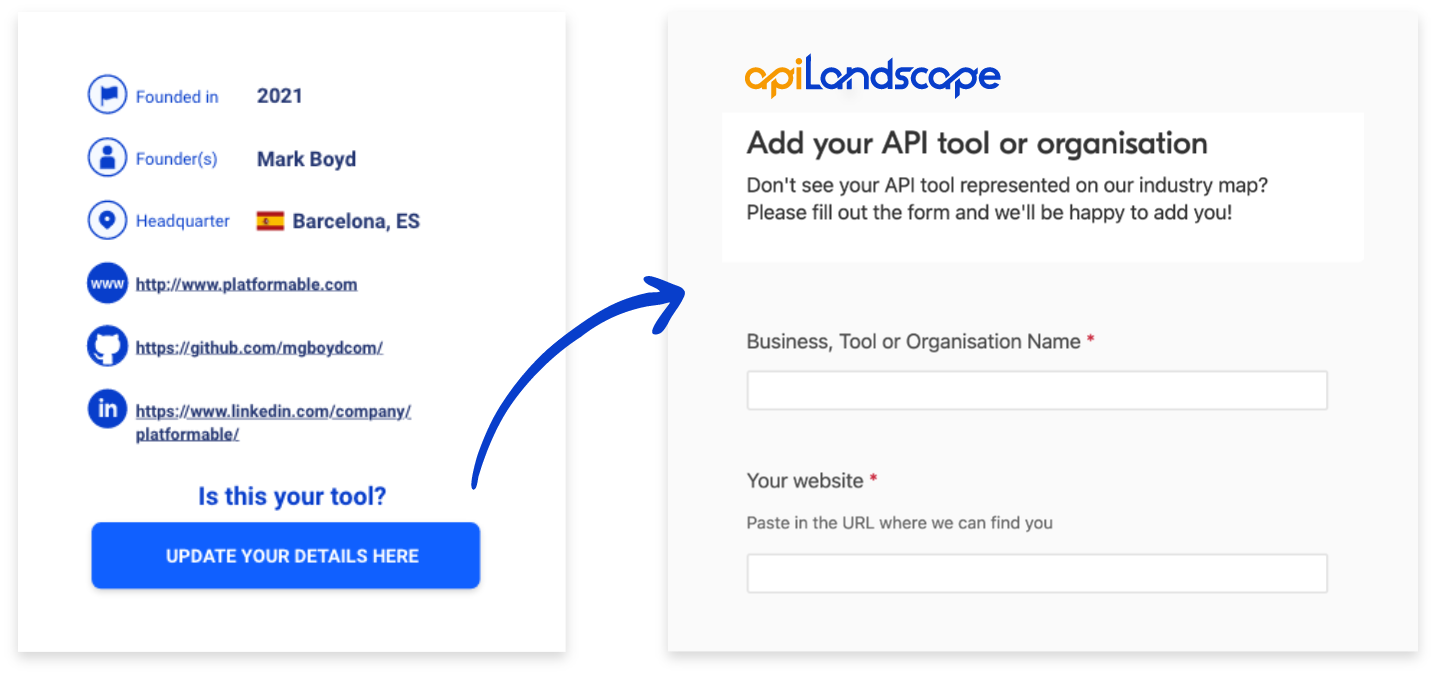 Founded in 2021
Founder(s) Mark Boyd
Headquarter Barcelona, ES
www http://www.platformable.com
https://github.com/mgboydcom/
in https://www.linkedin.com/company/
platformable/
Is this your tool?
UPDATE YOUR DETAILS HERE
apiLandscape
Add your API tool or organisation
Don't see your API tool represented on our industry map?
Please fill out the form and we'll be happy to add you!
Business, Tool or Organisation Name *
Your website *
Paste in the URL where we can find you